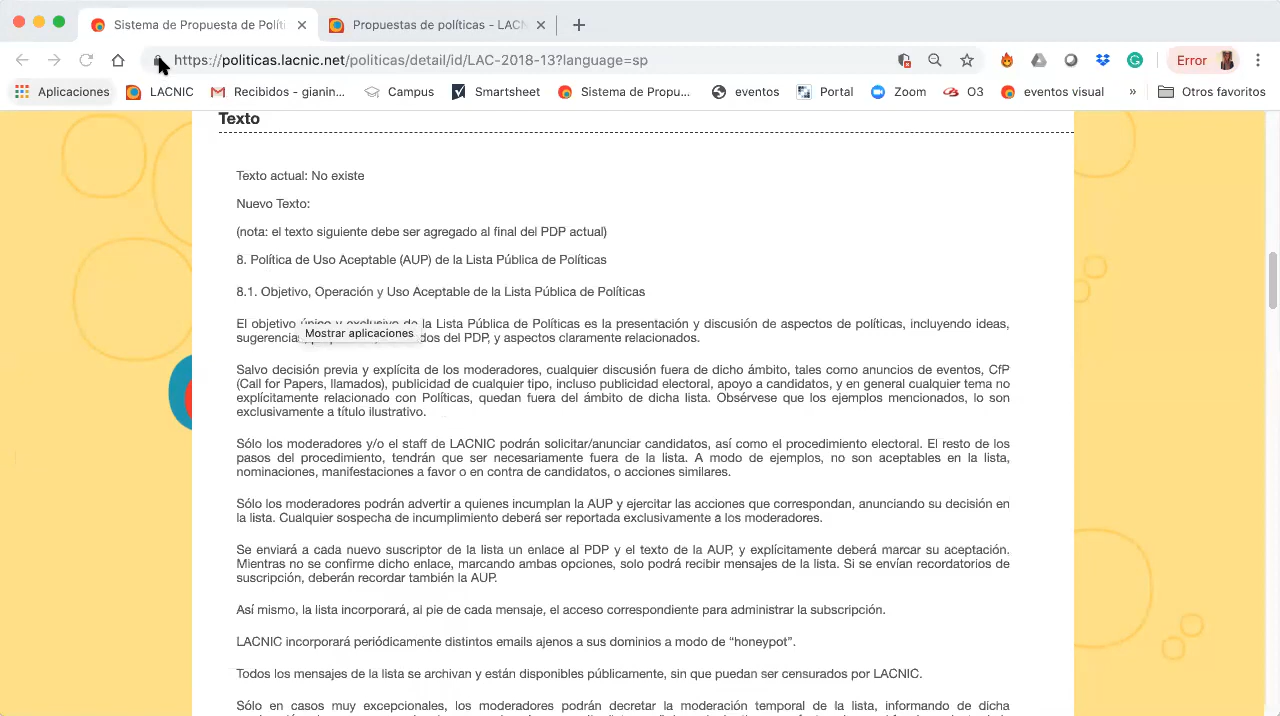 Sistema de Propuesta de Políti
Propuestas de políticas - LACN
https://politicas.lacnic.net/politicas/detail/id/LAC-2018-13?language=sp
Error
Aplicaciones
LACNIC
Recibidos - gianin...
Campus
Smartsheet
Sistema de Propu...
eventos
Portal
Zoom
O3
eventos visual
»
Otros favoritos
Texto
Texto actual: No existe
Nuevo Texto:
(nota: el texto siguiente debe ser agregado al final del PDP actual)
8. Política de Uso Aceptable (AUP) de la Lista Pública de Políticas
8.1. Objetivo, Operación y Uso Aceptable de la Lista Pública de Políticas
El objetivo único y exclusivo de la Lista Pública de Políticas es la presentación y discusión de aspectos de políticas, incluyendo ideas,
Mostrar aplicaciones
sugerencias dos del PDP, y aspectos claramente relacionados.
Salvo decisión previa y explícita de los moderadores, cualquier discusión fuera de dicho ámbito, tales como anuncios de eventos, CfP
(Call for Papers, llamados), publicidad de cualquier tipo, incluso publicidad electoral, apoyo a candidatos, y en general cualquier tema no
explícitamente relacionado con Políticas, quedan fuera del ámbito de dicha lista. Obsérvese que los ejemplos mencionados, lo son
exclusivamente a título ilustrativo.
Sólo los moderadores y/o el staff de LACNIC podrán solicitar/anunciar candidatos, así como el procedimiento electoral. El resto de los
pasos del procedimiento, tendrán que ser necesariamente fuera de la lista. A modo de ejemplos, no son aceptables en la lista,
nominaciones, manifestaciones a favor o en contra de candidatos, o acciones similares.
Sólo los moderadores podrán advertir a quienes incumplan la AUP y ejercitar las acciones que correspondan, anunciando su decisión en
la lista. Cualquier sospecha de incumplimiento deberá ser reportada exclusivamente a los moderadores.
Se enviará a cada nuevo suscriptor de la lista un enlace al PDP y el texto de la AUP, y explícitamente deberá marcar su aceptación.
Mientras no se confirme dicho enlace, marcando ambas opciones, solo podrá recibir mensajes de la lista. Si se envían recordatorios de
suscripción, deberán recordar también la AUP.
Así mismo, la lista incorporará, al pie de cada mensaje, el acceso correspondiente para administrar la subscripción.
LACNIC incorporará periódicamente distintos emails ajenos a sus dominios a modo de “honeypot”.
Todos los mensajes de la lista se archivan y están disponibles públicamente, sin que puedan ser censurados por LACNIC.
Sólo en casos muy excepcionales, los moderadores podrán decretar la moderación temporal de la lista, informando de dicha